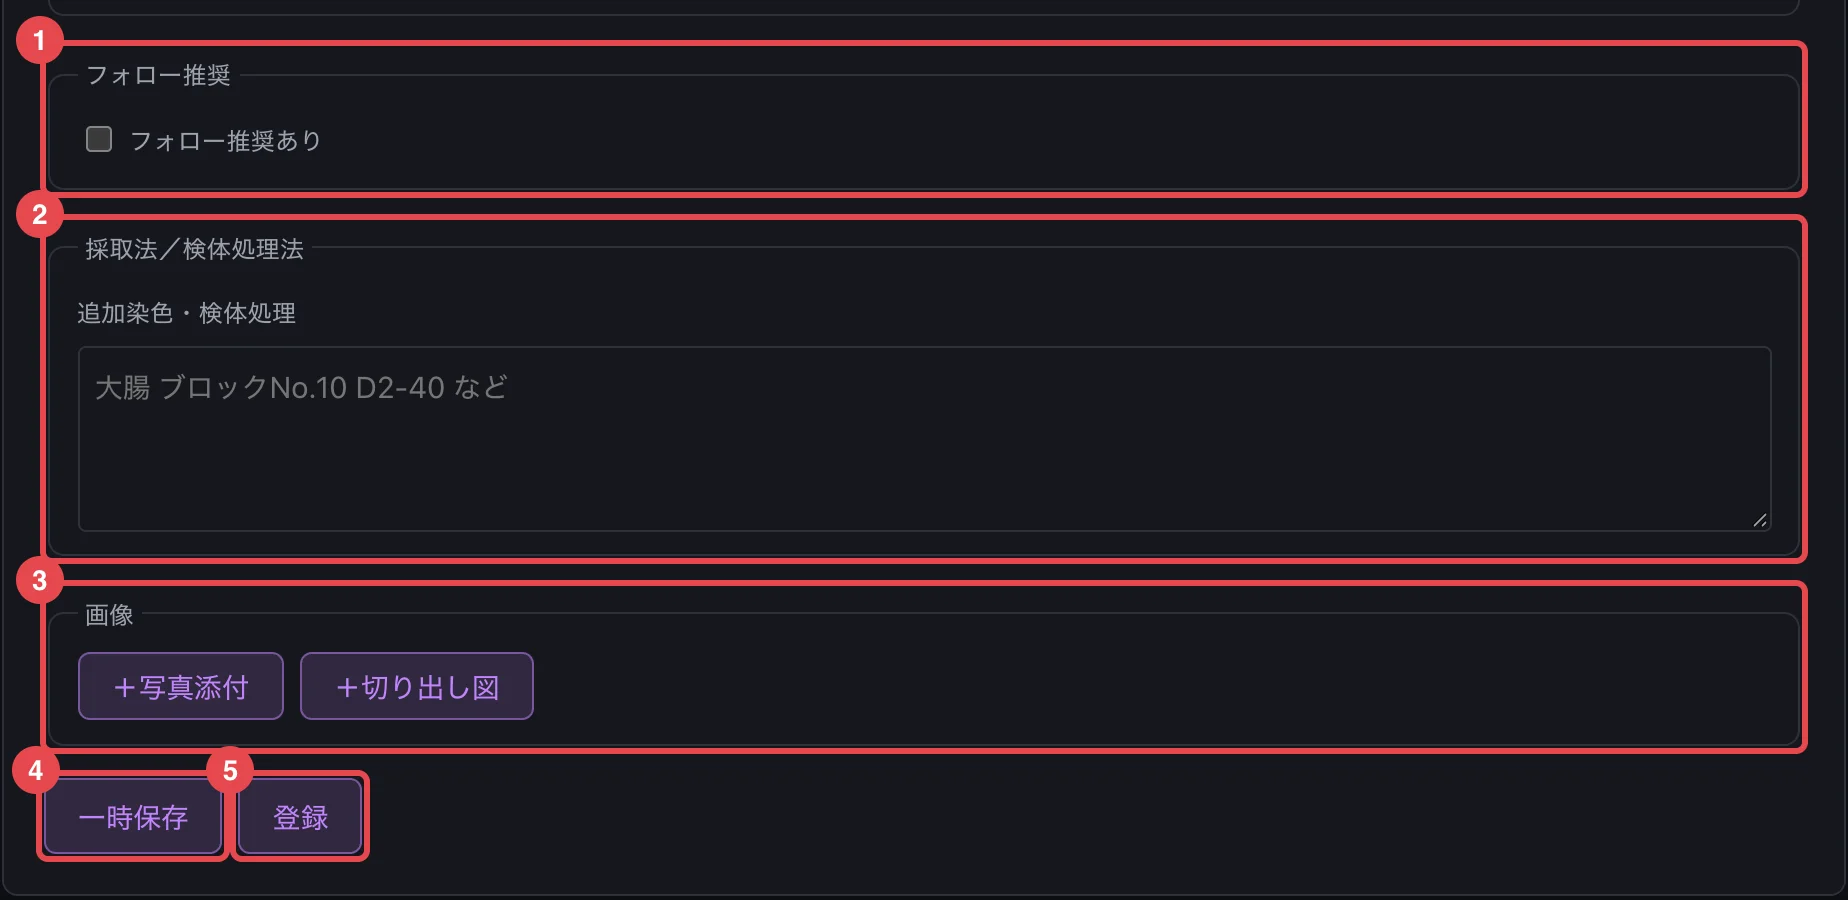 1
フォロー推奨
フォロー推奨あり
2
採取法／検体処理法
追加染色・検体処理
大腸 ブロックNo.10 D2-40 など
3
画像
＋写真添付 ＋切り出し図
4 5
一時保存 登録